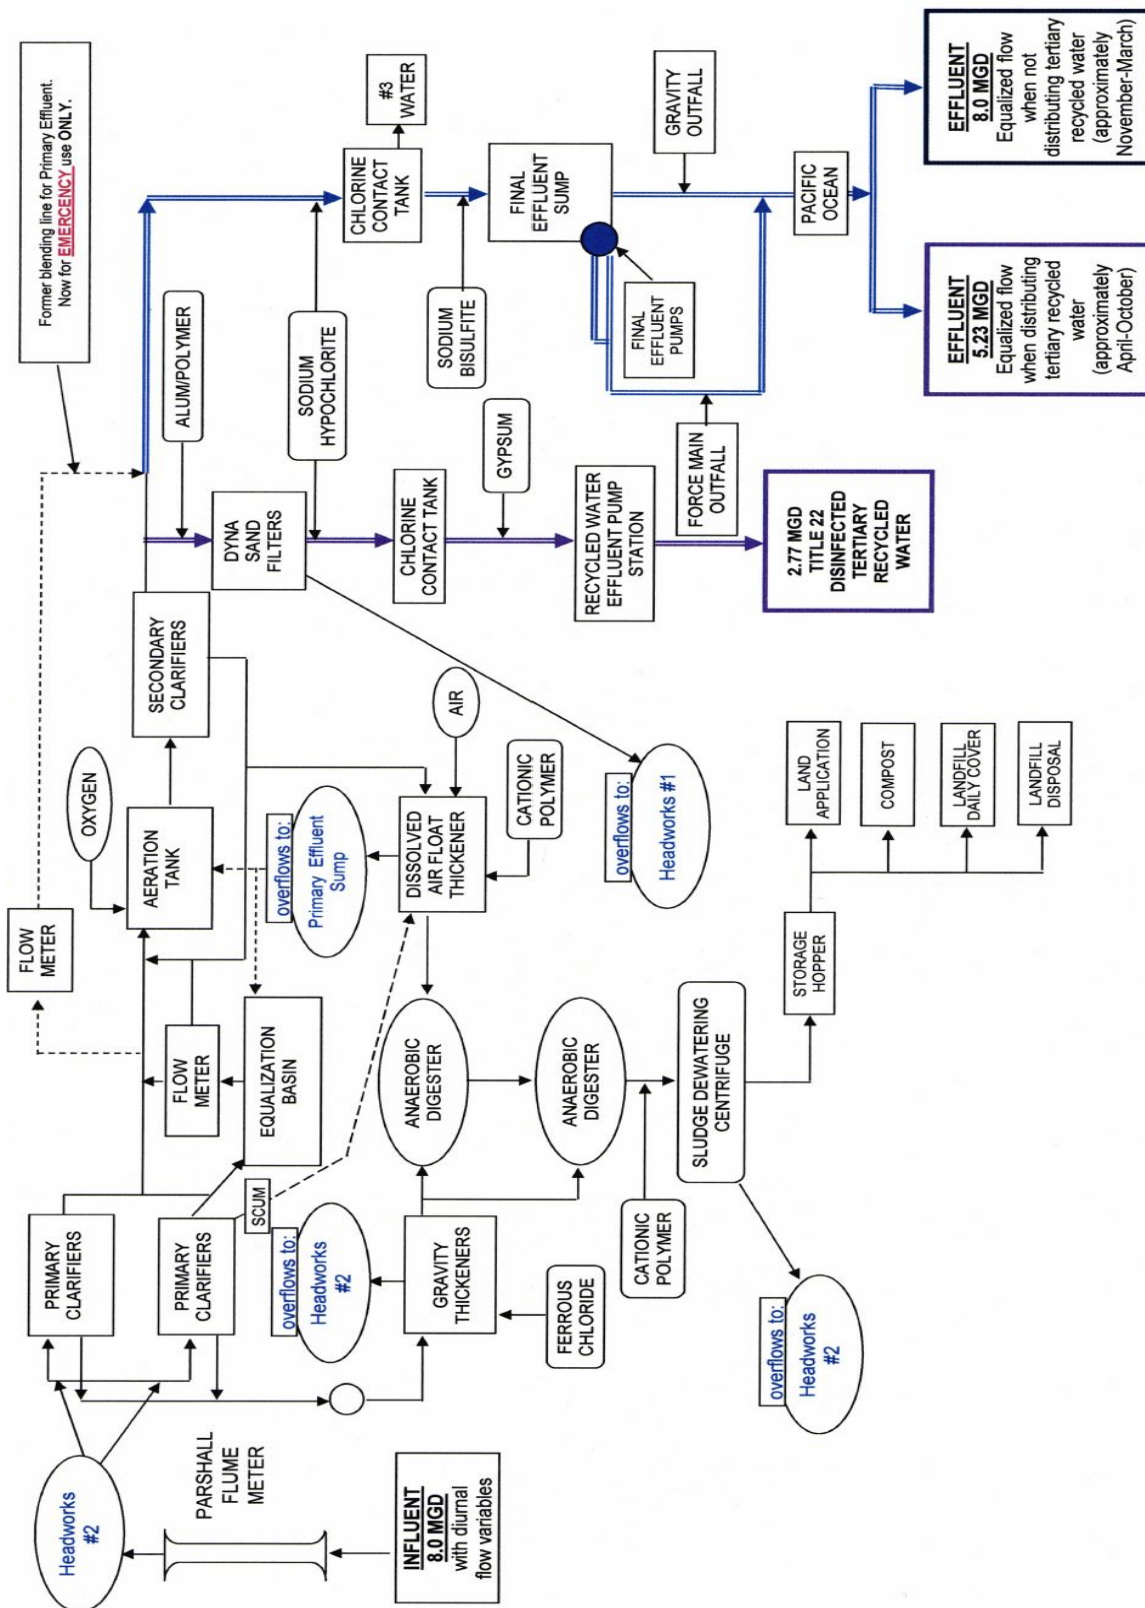 Former blending line for Primary Effluent.
Now for EMERCENCY use ONLY.
FLOW
METER
OXYGEN
ALUM/POLYMER
Headworks
#2
PRIMARY
CLARIFIERS
AERATION
TANK
SECONDARY
CLARIFIERS
PARSHALL
FLUME
METER
PRIMARY
CLARIFIERS
FLOW
METER
EQUALIZATION
BASIN
SCUM
overflows to:
Primary Effluent
Sump
DYNA
SAND
FILTERS
SODIUM
HYPOCHLORITE
CHLORINE
CONTACT
TANK
#3
WATER
INFLUENT
8.0 MGD
with diurnal
flow variables
overflows to:
Headworks
#2
GRAVITY
THICKENERS
FERROUS
CHLORIDE
ANAEROBIC
DIGESTER
DISSOLVED
AIR FLOAT
THICKENER
AIR
CATIONIC
POLYMER
CHLORINE
CONTACT TANK
SODIUM
BISULFITE
GYPSUM
FINAL
EFFLUENT
SUMP
ANAEROBIC
DIGESTER
CATIONIC
POLYMER
overflows to:
Headworks #1
RECYCLED WATER
EFFLUENT PUMP
STATION
FINAL
EFFLUENT
PUMPS
GRAVITY
OUTFALL
FORCE MAIN
OUTFALL
SLUDGE DEWATERING
CENTRIFUGE
overflows to:
Headworks
#2
STORAGE
HOPPER
LAND
APPLICATION
COMPOST
LANDFILL
DAILY COVER
LANDFILL
DISPOSAL
2.77 MGD
TITLE 22
DISINFECTED
TERTIARY
RECYCLED
WATER
PACIFIC
OCEAN
EFFLUENT
5.23 MGD
Equalized flow
when distributing
tertiary recycled
water
(approximately
April-October)
EFFLUENT
8.0 MGD
Equalized flow
when not
distributing tertiary
recycled water
(approximately
November-March)